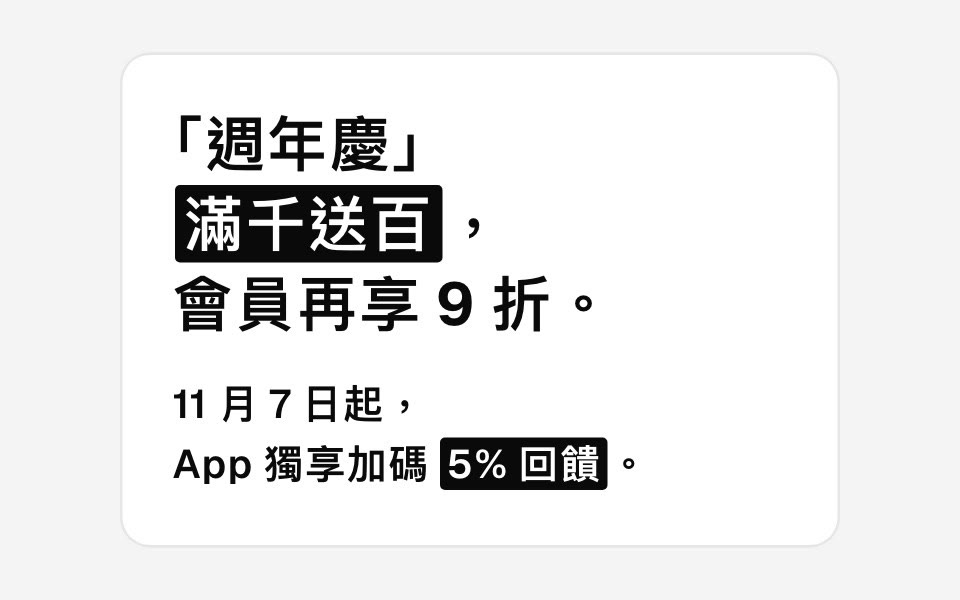 「週年慶」
滿千送百，
會員再享 9 折。
11 月 7 日起，
App 獨享加碼 5% 回饋。